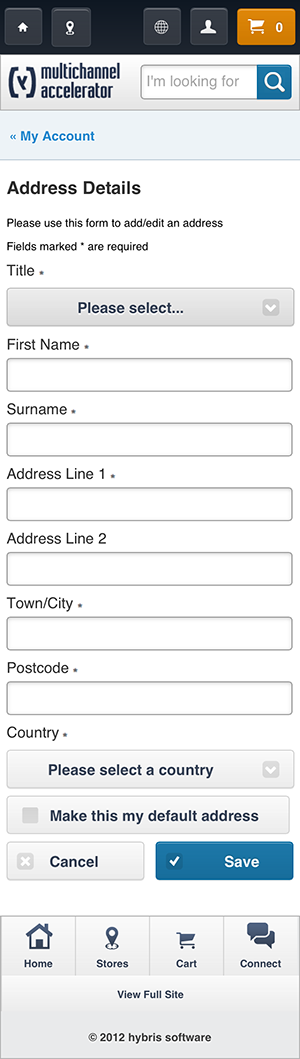 0
multichannel
accelerator
I'm looking for
« My Account
Address Details
Please use this form to add/edit an address
Fields marked * are required
Title *
Please select...
First Name *
Surname *
Address Line 1 *
Address Line 2
Town/City *
Postcode *
Country *
Please select a country
Make this my default address
Cancel
Save
Home
Stores
Cart
Connect
View Full Site
© 2012 hybris software